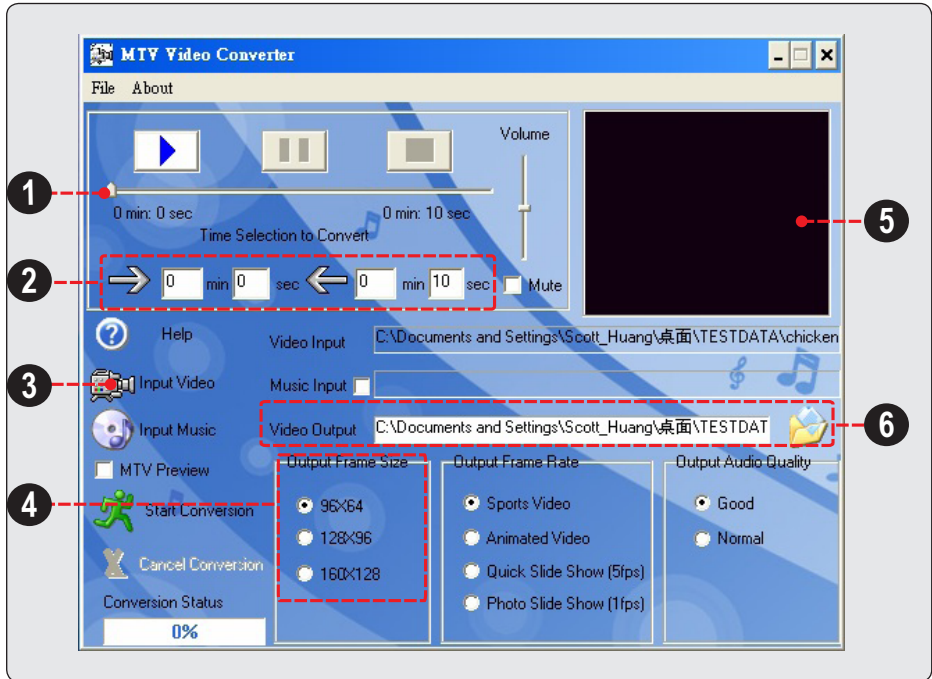 MTV Video Converter
File About
Volume
1
0 min: 0 sec 0 min: 10 sec
Time Selection to Convert
2
0 min 0 sec 0 min 10 sec Mute
5
Help
Video Input C:\Documents and Settings\Scott_Huang\桌面\TESTDATA\chicken
3
Input Video Music Input
Input Music Video Output C:\Documents and Settings\Scott_Huang\桌面\TESTDAT
6
MTV Preview
Output Frame Size Output Frame Rate Output Audio Quality
4
Start Conversion 96X64 Sports Video Good
128X96 Animated Video Normal
Cancel Conversion 160X128 Quick Slide Show (5fps)
Conversion Status Photo Slide Show (1fps)
0%